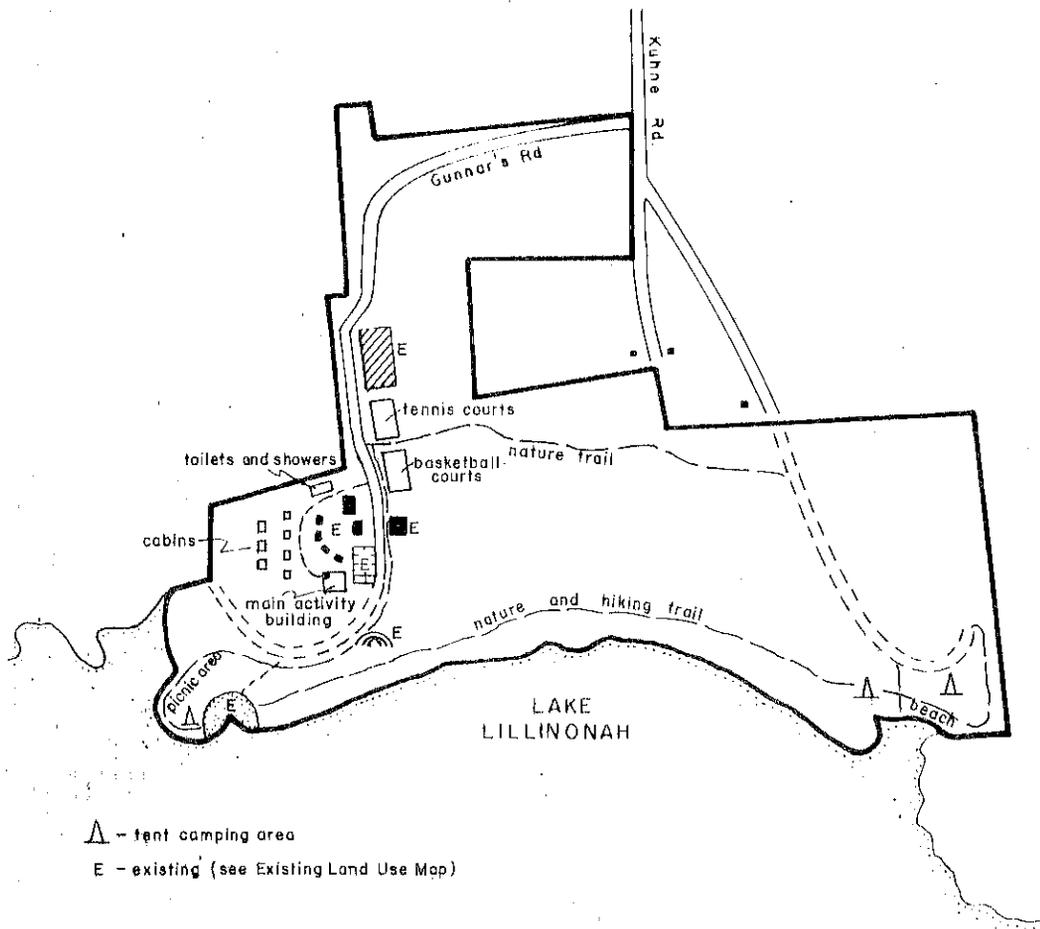 Kuhne Rd.
Gunnar's Rd
E
tennis courts
nature trail
toilets and showers
basketball
courts
E
E
cabins
E
main activity
building
nature and hiking trail
E
picnic area
E
LAKE
LILLINONAH
beach
- tent camping area
E - existing (see Existing Land Use Map)